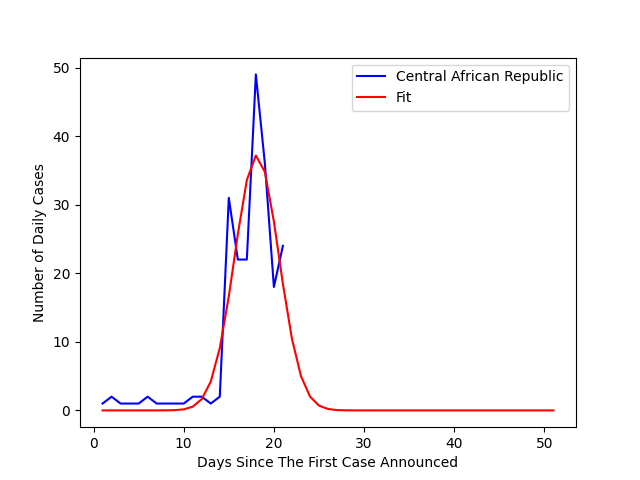 Central African Republic
Fit
50
40
30
20
10
0
Number of Daily Cases
0 10 20 30 40 50
Days Since The First Case Announced